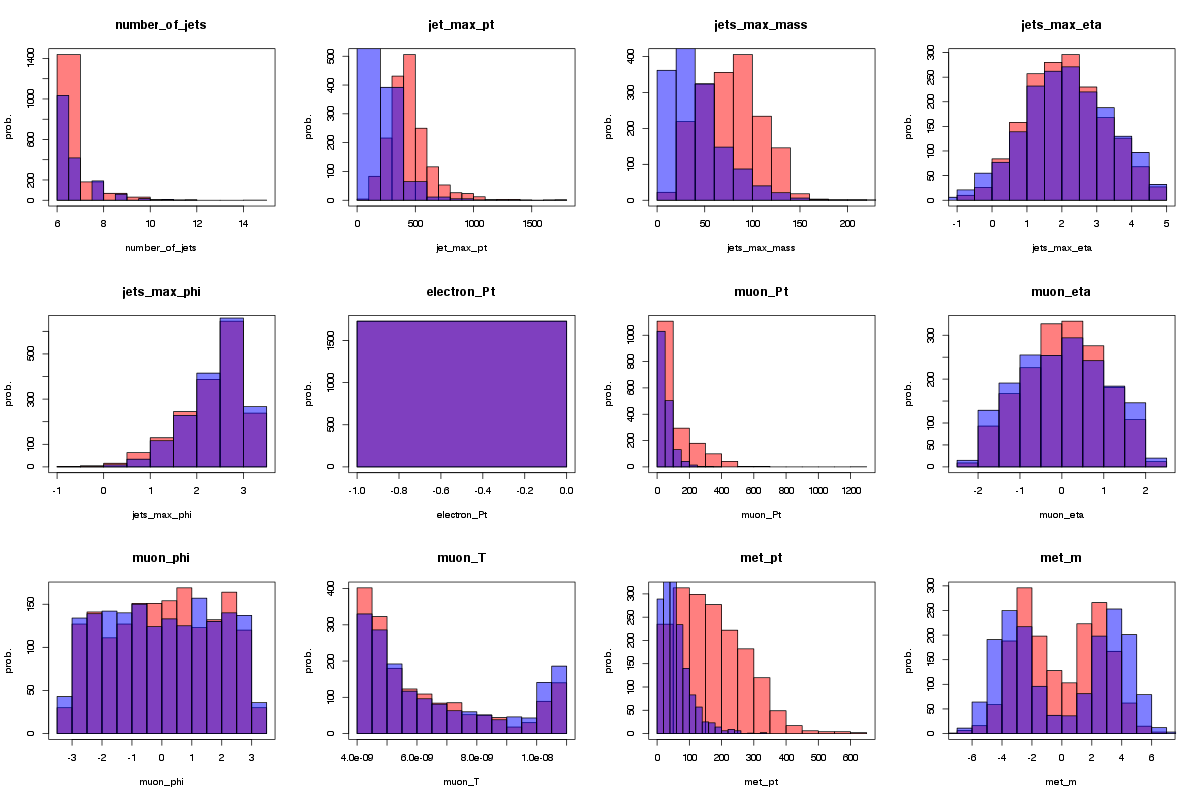 number_of_jets
prob.
0 200 600 1000 1400
6 8 10 12 14
number_of_jets
jet_max_pt
prob.
0 100 200 300 400 500
0 500 1000 1500
jet_max_pt
jets_max_mass
prob.
0 100 200 300 400
0 50 100 150 200
jets_max_mass
jets_max_eta
prob.
0 50 100 150 200 250 300
-1 0 1 2 3 4 5
jets_max_eta
jets_max_phi
prob.
0 100 300 500
-1 0 1 2 3
jets_max_phi
electron_Pt
prob.
0 500 1000 1500
-1.0 -0.8 -0.6 -0.4 -0.2 0.0
electron_Pt
muon_Pt
prob.
0 200 400 600 800 1000
0 200 400 600 800 1000 1200
muon_Pt
muon_eta
prob.
0 50 100 200 300
-2 -1 0 1 2
muon_eta
muon_phi
prob.
0 50 100 150
-3 -2 -1 0 1 2 3
muon_phi
muon_T
prob.
0 100 200 300 400
4.0e-09 6.0e-09 8.0e-09 1.0e-08
muon_T
met_pt
prob.
0 50 100 150 200 250 300
0 100 200 300 400 500 600
met_pt
met_m
prob.
0 50 100 150 200 250 300
-6 -4 -2 0 2 4 6
met_m